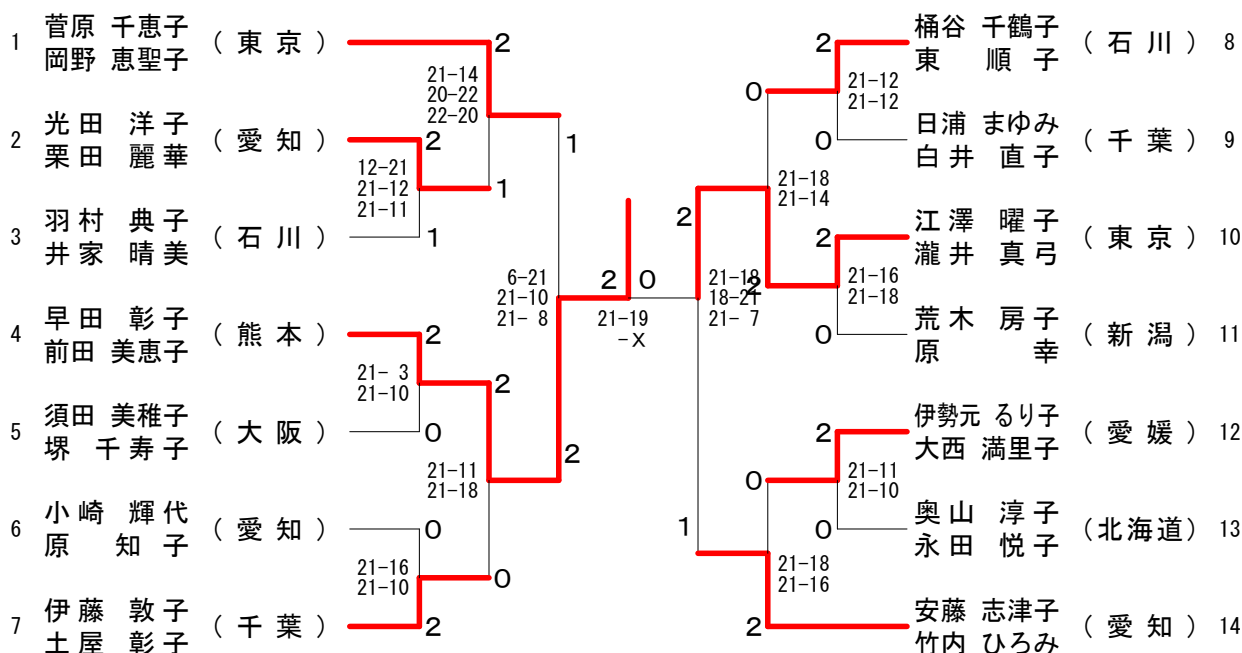 1 菅原 千恵子 (東京)
岡野 恵聖子
2
21-14
20-22
22-20
2 光田 洋子 (愛知)
栗田 麗華
2
12-21
21-12
21-11
1
1
3 羽村 典子 (石川)
井家 晴美
1
6-21
21-10
21- 8
4 早田 彰子 (熊本)
前田 美恵子
2
21- 3
21-10
2
5 須田 美稚子 (大阪)
堺 千寿子
0
21-11
21-18
2
6 小崎 輝代 (愛知)
原 知子
0
21-16
21-10
0
7 伊藤 敦子 (千葉)
土屋 彰子
2
2 0
21-19
-X
桶谷 千鶴子 (石川) 8
東 順子
2
21-12
21-12
0
日浦 まゆみ (千葉) 9
白井 直子
0
21-18
21-14
2
江澤 曜子 (東京) 10
瀧井 真弓
2
21-16
21-18
2
21-18
18-21
21- 7
荒木 房子 (新潟) 11
原 幸
0
伊勢元 るり子 (愛媛) 12
大西 満里子
2
21-11
21-10
0
奥山 淳子 (北海道) 13
永田 悦子
0
1
21-18
21-16
安藤 志津子 (愛知) 14
竹内 ひろみ
2